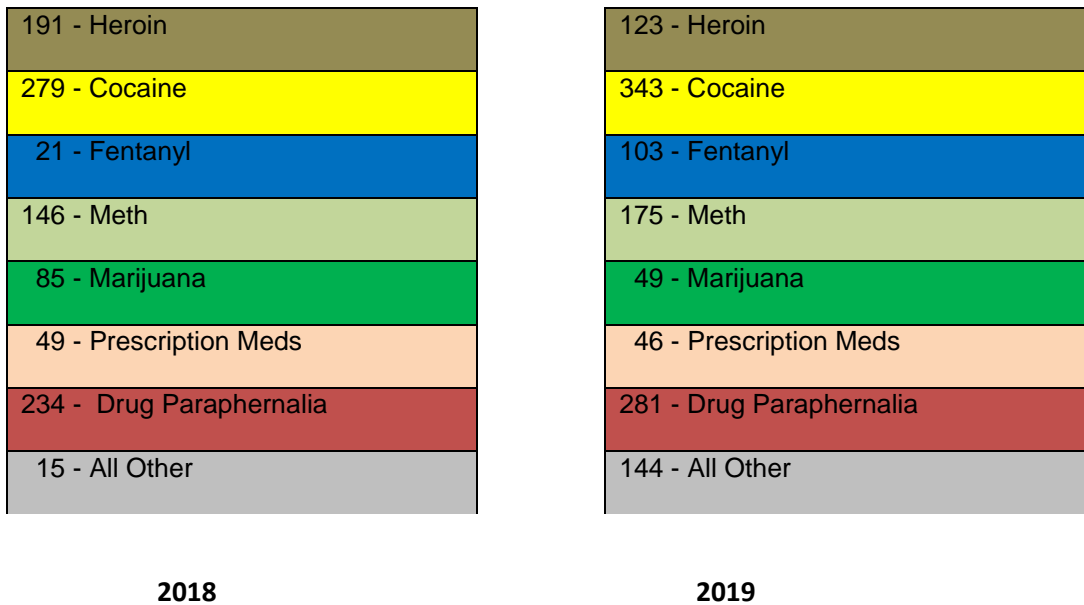 191 - Heroin
279 - Cocaine
21 - Fentanyl
146 - Meth
85 - Marijuana
49 - Prescription Meds
234 - Drug Paraphernalia
15 - All Other
2018
123 - Heroin
343 - Cocaine
103 - Fentanyl
175 - Meth
49 - Marijuana
46 - Prescription Meds
281 - Drug Paraphernalia
144 - All Other
2019